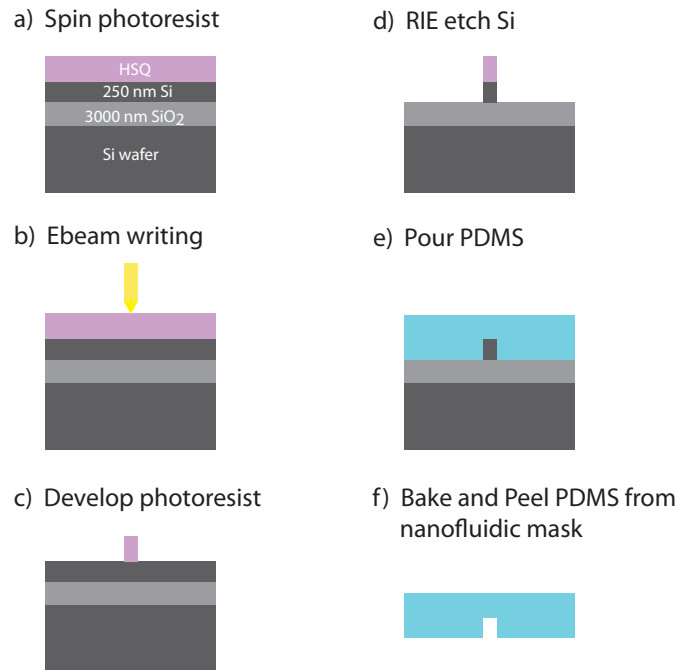 a) Spin photoresist
HSQ
250 nm Si
3000 nm SiO₂
Si wafer
b) Ebeam writing
c) Develop photoresist
d) RIE etch Si
e) Pour PDMS
f) Bake and Peel PDMS from
nanofluidic mask